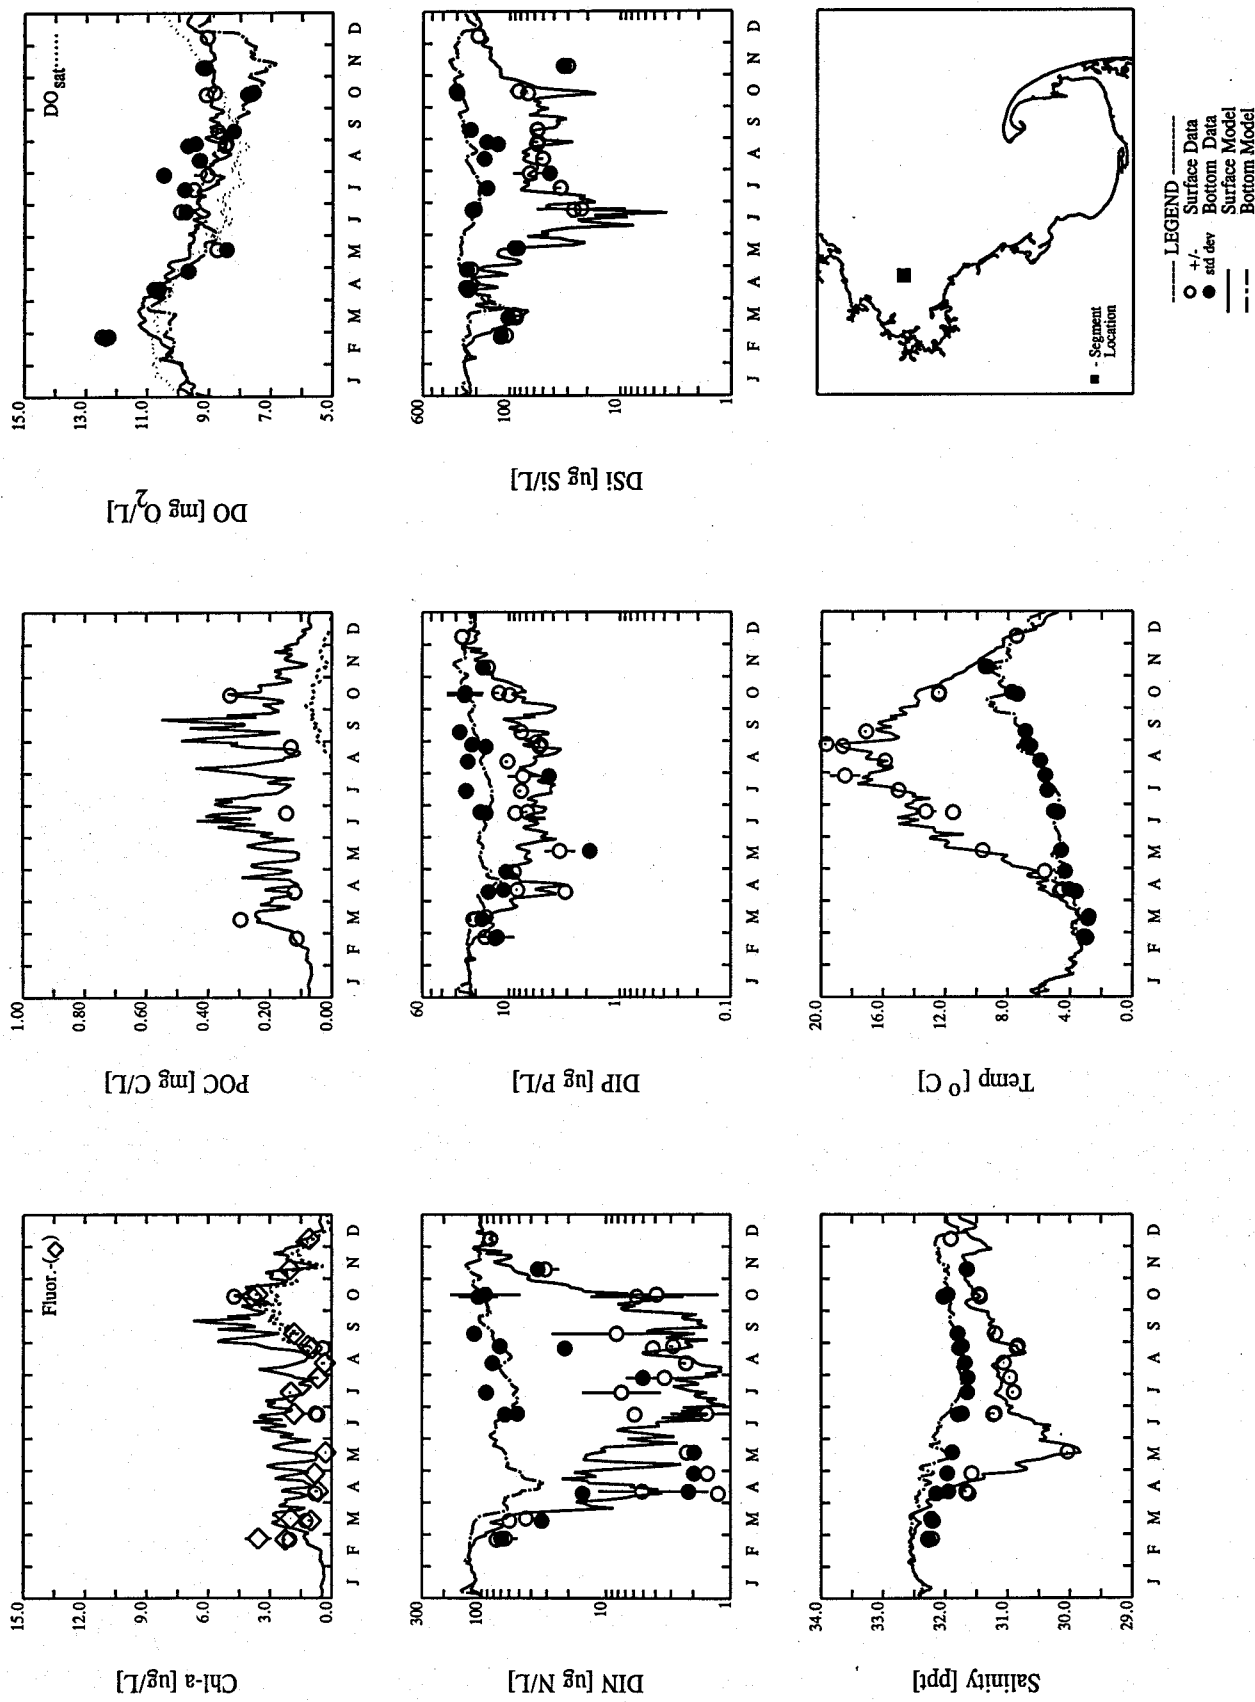 Chl-a [ug/L]
15.0
12.0
9.0
6.0
3.0
0.0
Fluor.-(◇)
J F M A M J J A S O N D
POC [mg C/L]
1.00
0.80
0.60
0.40
0.20
0.00
J F M A M J J A S O N D
DO [mg O2/L]
15.0
13.0
11.0
9.0
7.0
5.0
DOsat......
J F M A M J J A S O N D
DIN [ug N/L]
300
100
10
1
J F M A M J J A S O N D
DIP [ug P/L]
60
10
1
0.1
J F M A M J J A S O N D
DSi [ug Si/L]
600
100
10
1
J F M A M J J A S O N D
Salinity [ppt]
34.0
33.0
32.0
31.0
30.0
29.0
J F M A M J J A S O N D
Temp [°C]
20.0
16.0
12.0
8.0
4.0
0.0
J F M A M J J A S O N D
■ - Segment
Location
-------- LEGEND --------
○ +/- Surface Data
● std dev Bottom Data
Surface Model
Bottom Model